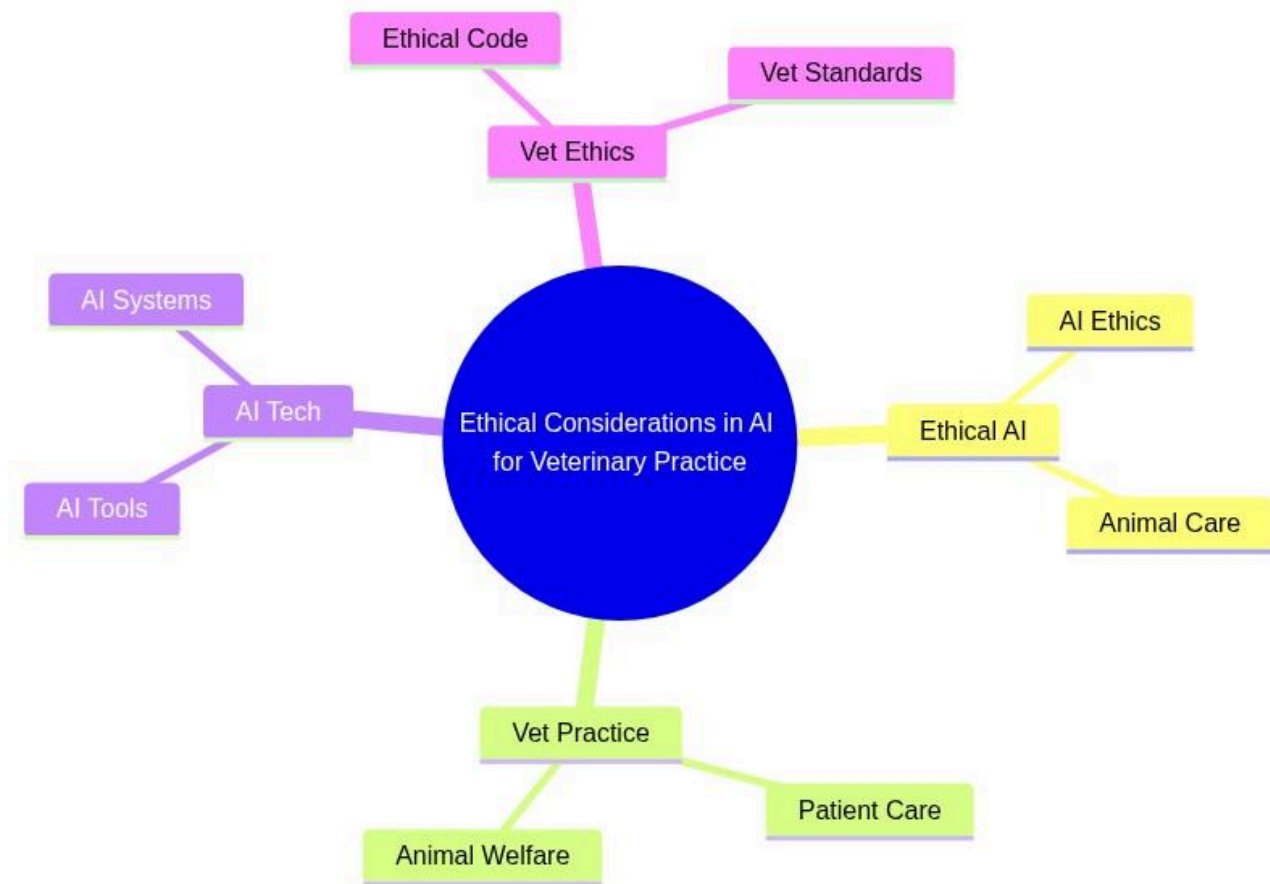 Ethical Code
Vet Standards
Vet Ethics
AI Systems
AI Ethics
AI Tech
Ethical Considerations in AI
for Veterinary Practice
Ethical AI
AI Tools
Animal Care
Vet Practice
Patient Care
Animal Welfare